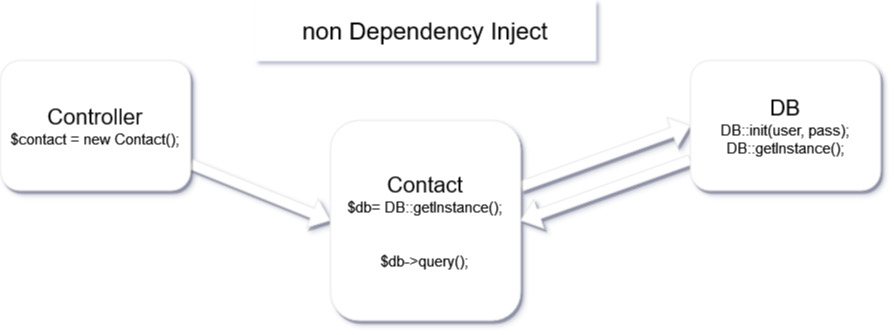 non Dependency Inject
Controller
$contact = new Contact();
Contact
$db= DB::getInstance();
$db->query();
DB
DB::init(user, pass);
DB::getInstance();